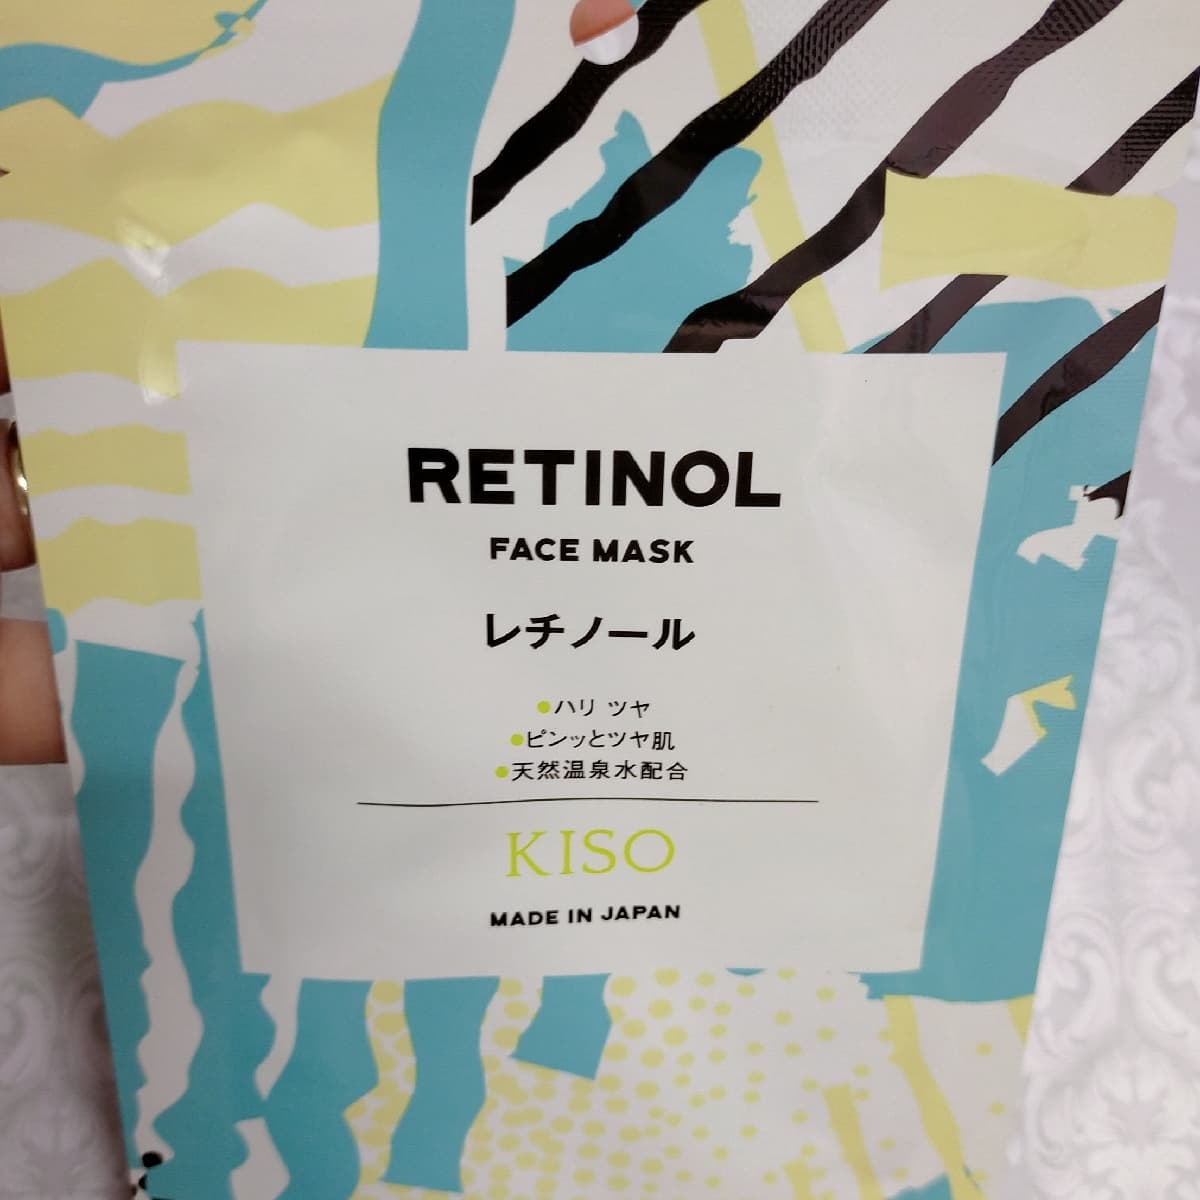 RETINOL
FACE MASK
レチノール
●ハリ ツヤ
●ピンッとツヤ肌
●天然温泉水配合
KISO
MADE IN JAPAN